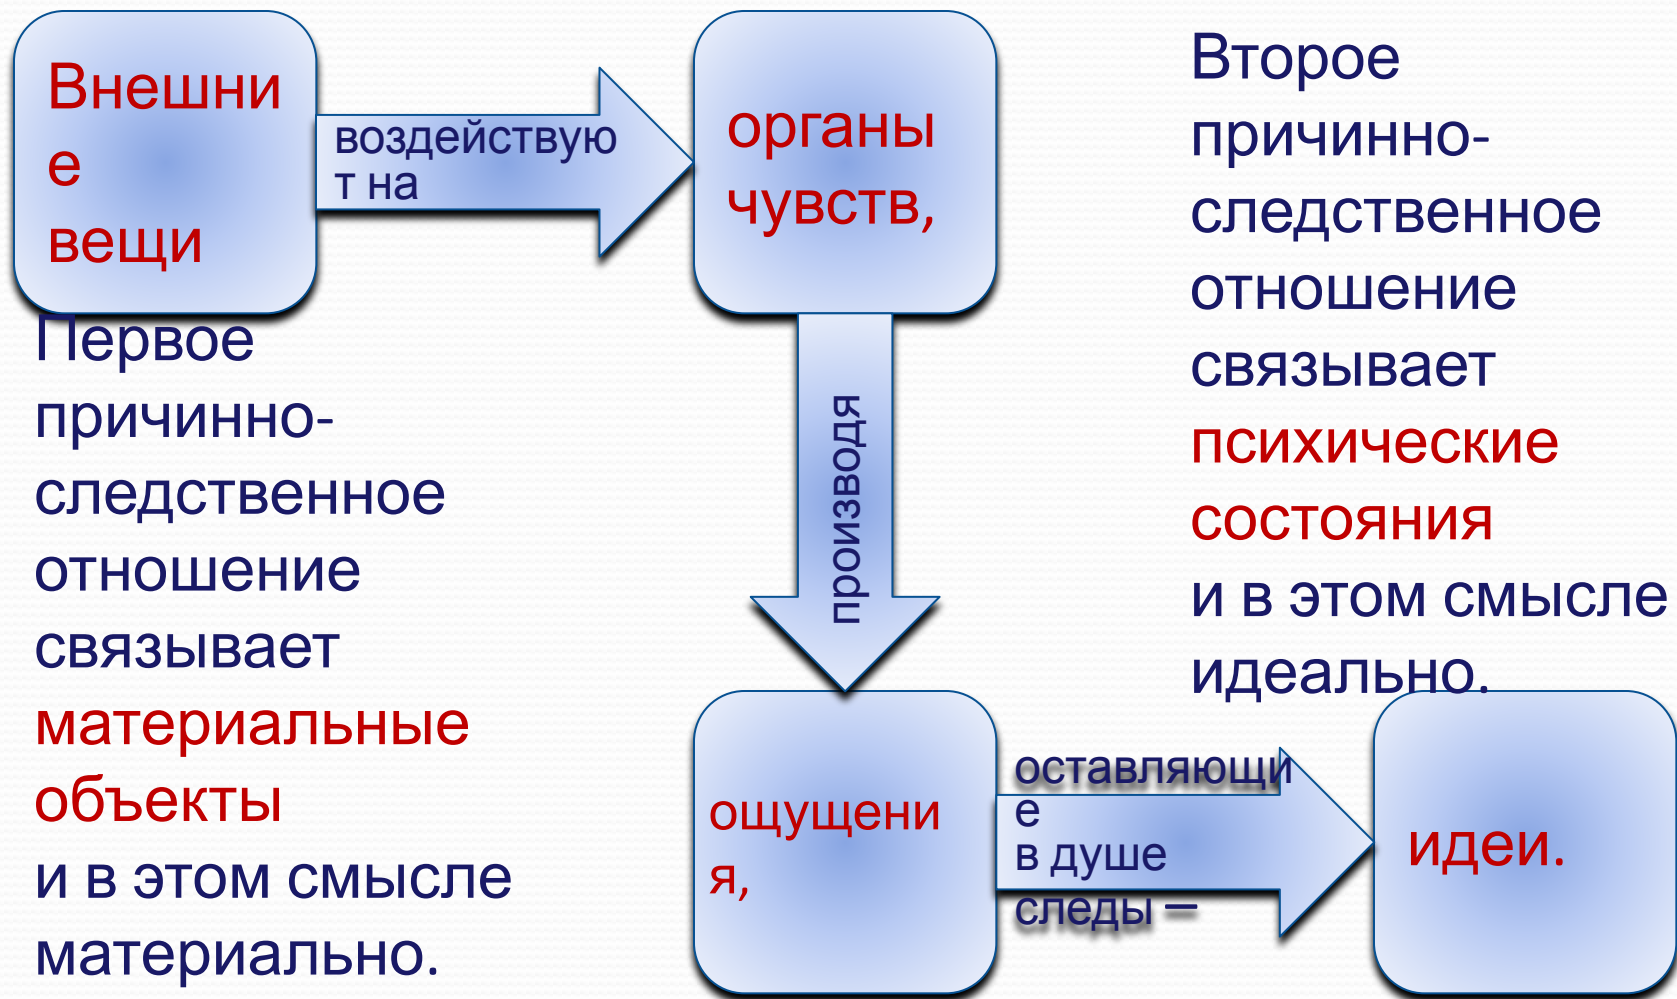 Внешни
е
вещи
воздействую
т на
органы
чувств,
Первое
причинно-
следственное
отношение
связывает
материальные
объекты
и в этом смысле
материально.
производя
ощущени
я,
оставляющи
е
в душе
следы –
идеи.
Второе
причинно-
следственное
отношение
связывает
психические
состояния
и в этом смысле
идеально.